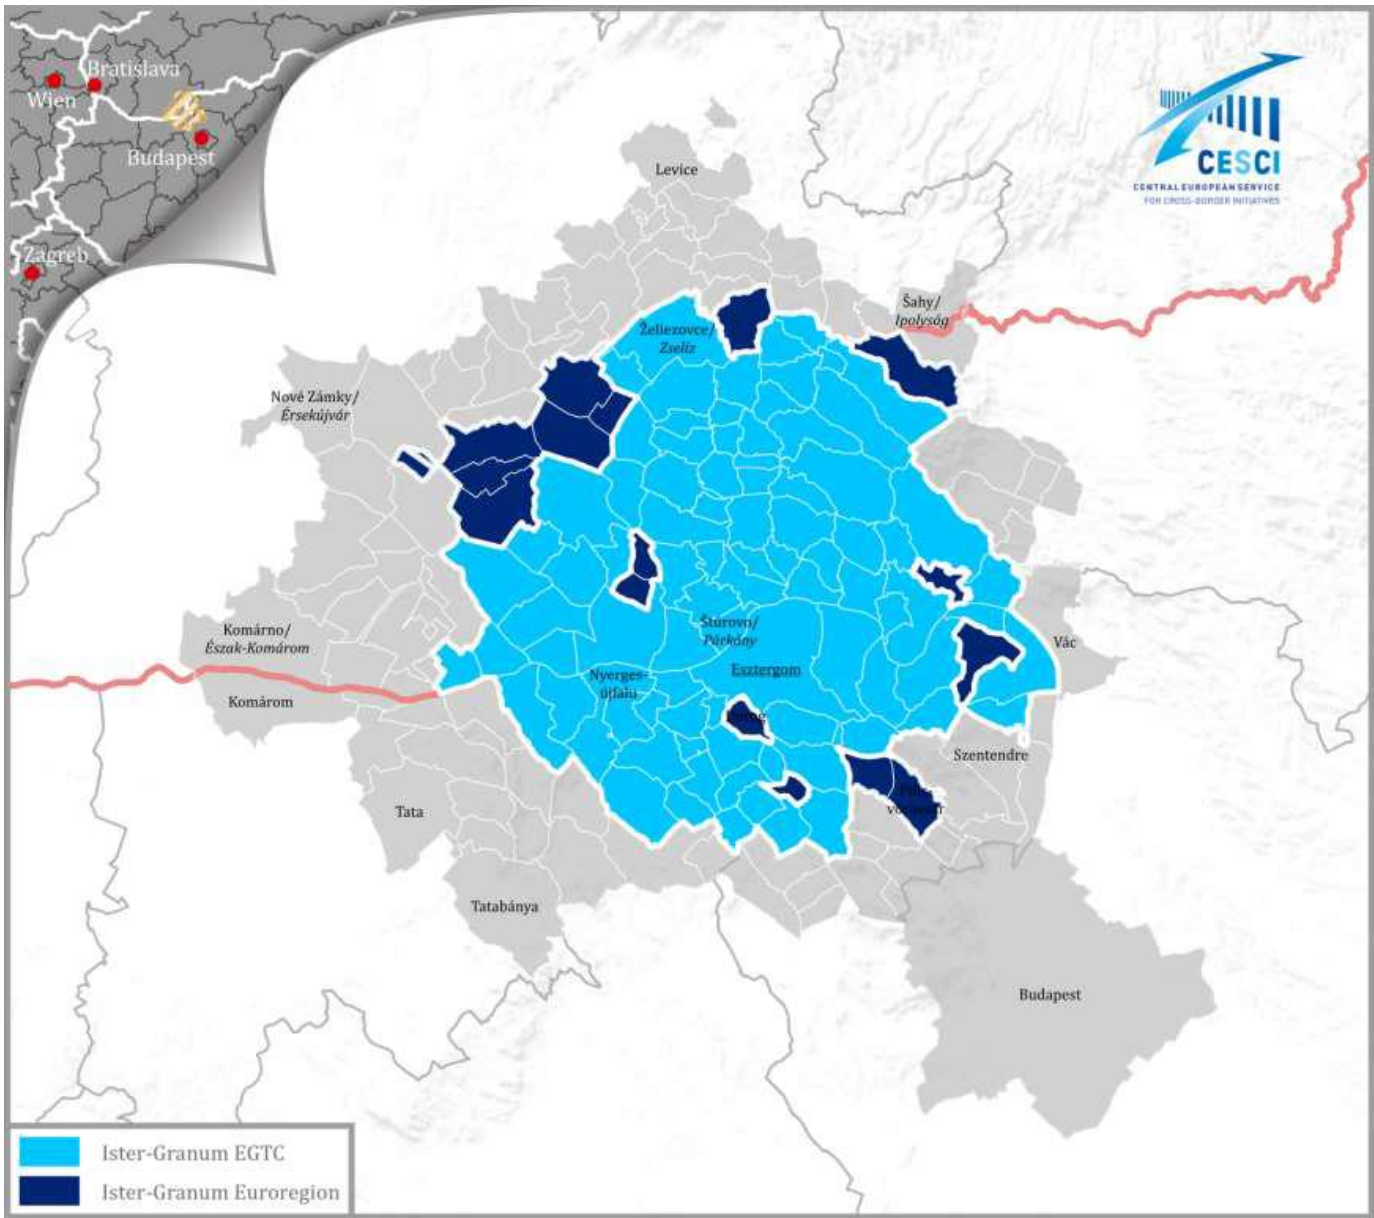 Bratislava
Wien
Budapest
Zagreb
CESCI
CENTRAL EUROPEAN SERVICE
FOR CROSS-BORDER INITIATIVES
Levice
Šahy/
Ipolyság
Želiezovce/
Zselíz
Nové Zámky/
Érsekújvár
Komárno/
Észak-Komárom
Štúrovo/
Párkány
Vác
Esztergom
Nyerges-
újfalu
Komárom
Szentendre
Tata
Tatabánya
Budapest
Ister-Granum EGTC
Ister-Granum Euroregion